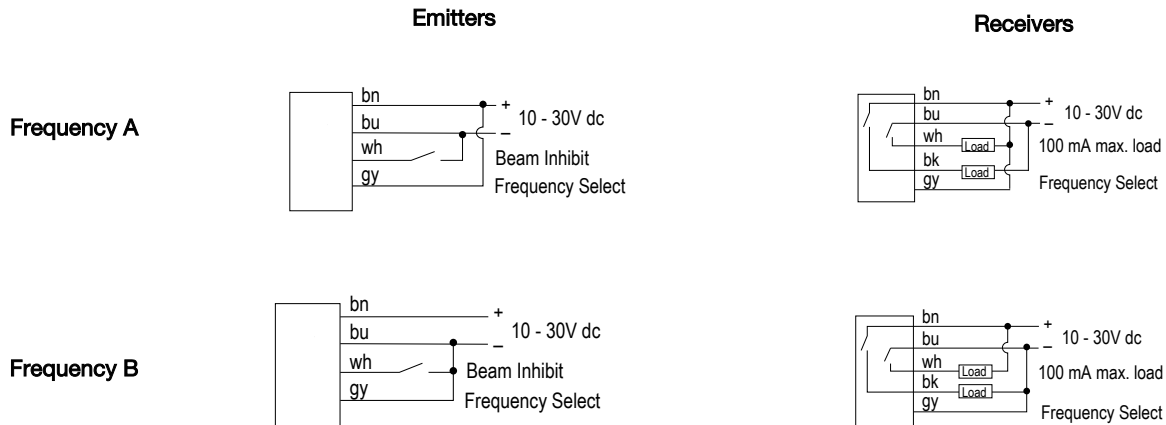 Emitters
Receivers
Frequency A
bn
+
10 - 30V dc
bu
–
wh
Beam Inhibit
gy
Frequency Select
bn
+
10 - 30V dc
bu
–
wh
Load
100 mA max. load
bk
Load
gy
Frequency Select
Frequency B
bn
+
10 - 30V dc
bu
–
wh
Beam Inhibit
gy
Frequency Select
bn
+
10 - 30V dc
bu
–
wh
Load
100 mA max. load
bk
Load
gy
Frequency Select